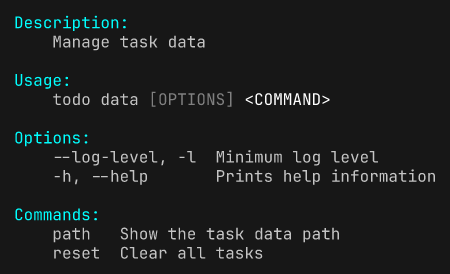 Description:
    Manage task data

Usage:
    todo data [OPTIONS] <COMMAND>

Options:
    --log-level, -l  Minimum log level
    -h, --help       Prints help information

Commands:
    path   Show the task data path
    reset  Clear all tasks